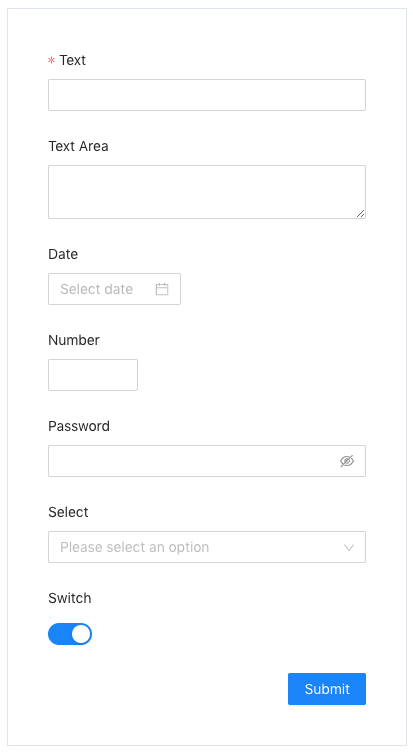 * Text
Text Area
Date
Select date
Number
Password
Select
Please select an option
Switch
Submit